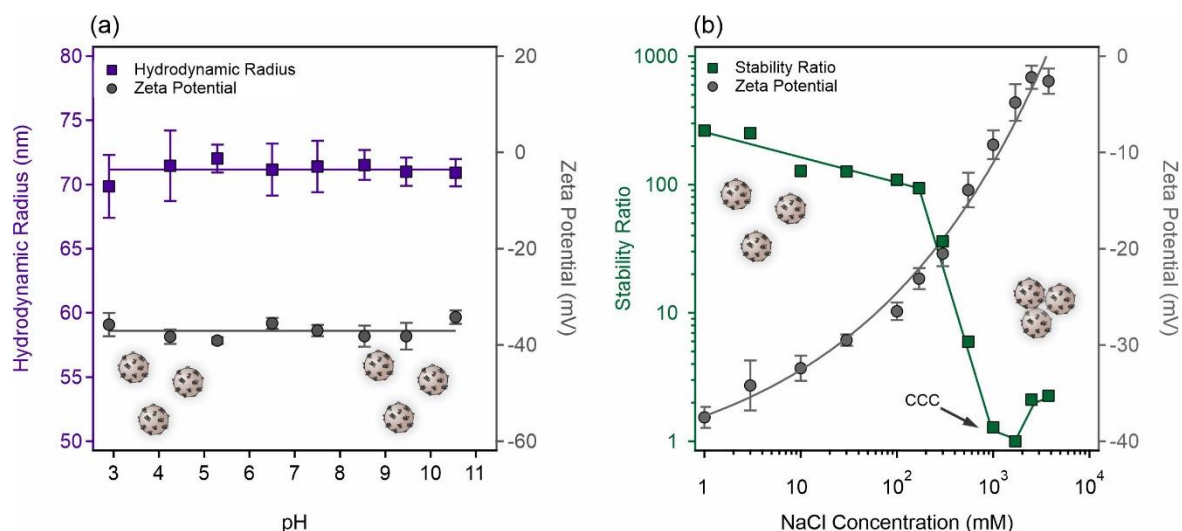 (a)
80
75
70
65
60
55
50
Hydrodynamic Radius (nm)
Hydrodynamic Radius
Zeta Potential
20
0
-20
-40
-60
Zeta Potential (mV)
3 4 5 6 7 8 9 10 11
pH
(b)
1000
100
10
1
Stability Ratio
Stability Ratio
Zeta Potential
CCC
0
-10
-20
-30
-40
Zeta Potential (mV)
1 10 10² 10³ 10⁴
NaCl Concentration (mM)